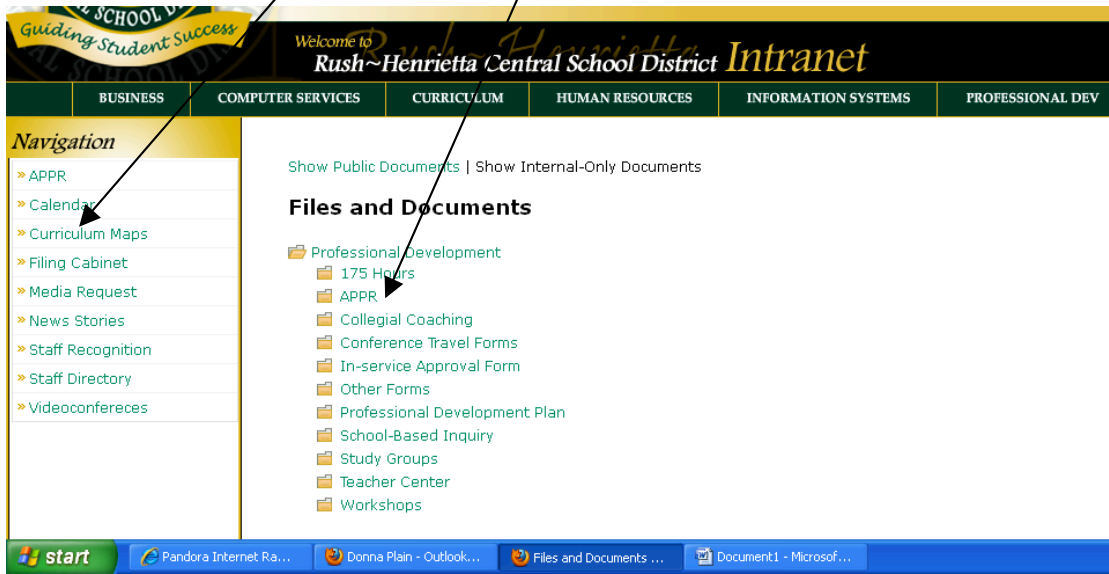 SCHOOL
Guiding Student Success
Welcome to
Rush~Henrietta Central School District Intranet
BUSINESS COMPUTER SERVICES CURRICULUM HUMAN RESOURCES INFORMATION SYSTEMS PROFESSIONAL DEV
Navigation
» APPR
» Calendar
» Curriculum Maps
» Filing Cabinet
» Media Request
» News Stories
» Staff Recognition
» Staff Directory
» Videoconfereces
Show Public Documents | Show Internal-Only Documents
Files and Documents
Professional Development
175 Hours
APPR
Collegial Coaching
Conference Travel Forms
In-service Approval Form
Other Forms
Professional Development Plan
School-Based Inquiry
Study Groups
Teacher Center
Workshops
start Pandora Internet Ra... Donna Plain - Outlook... Files and Documents ... Document1 - Microsof...